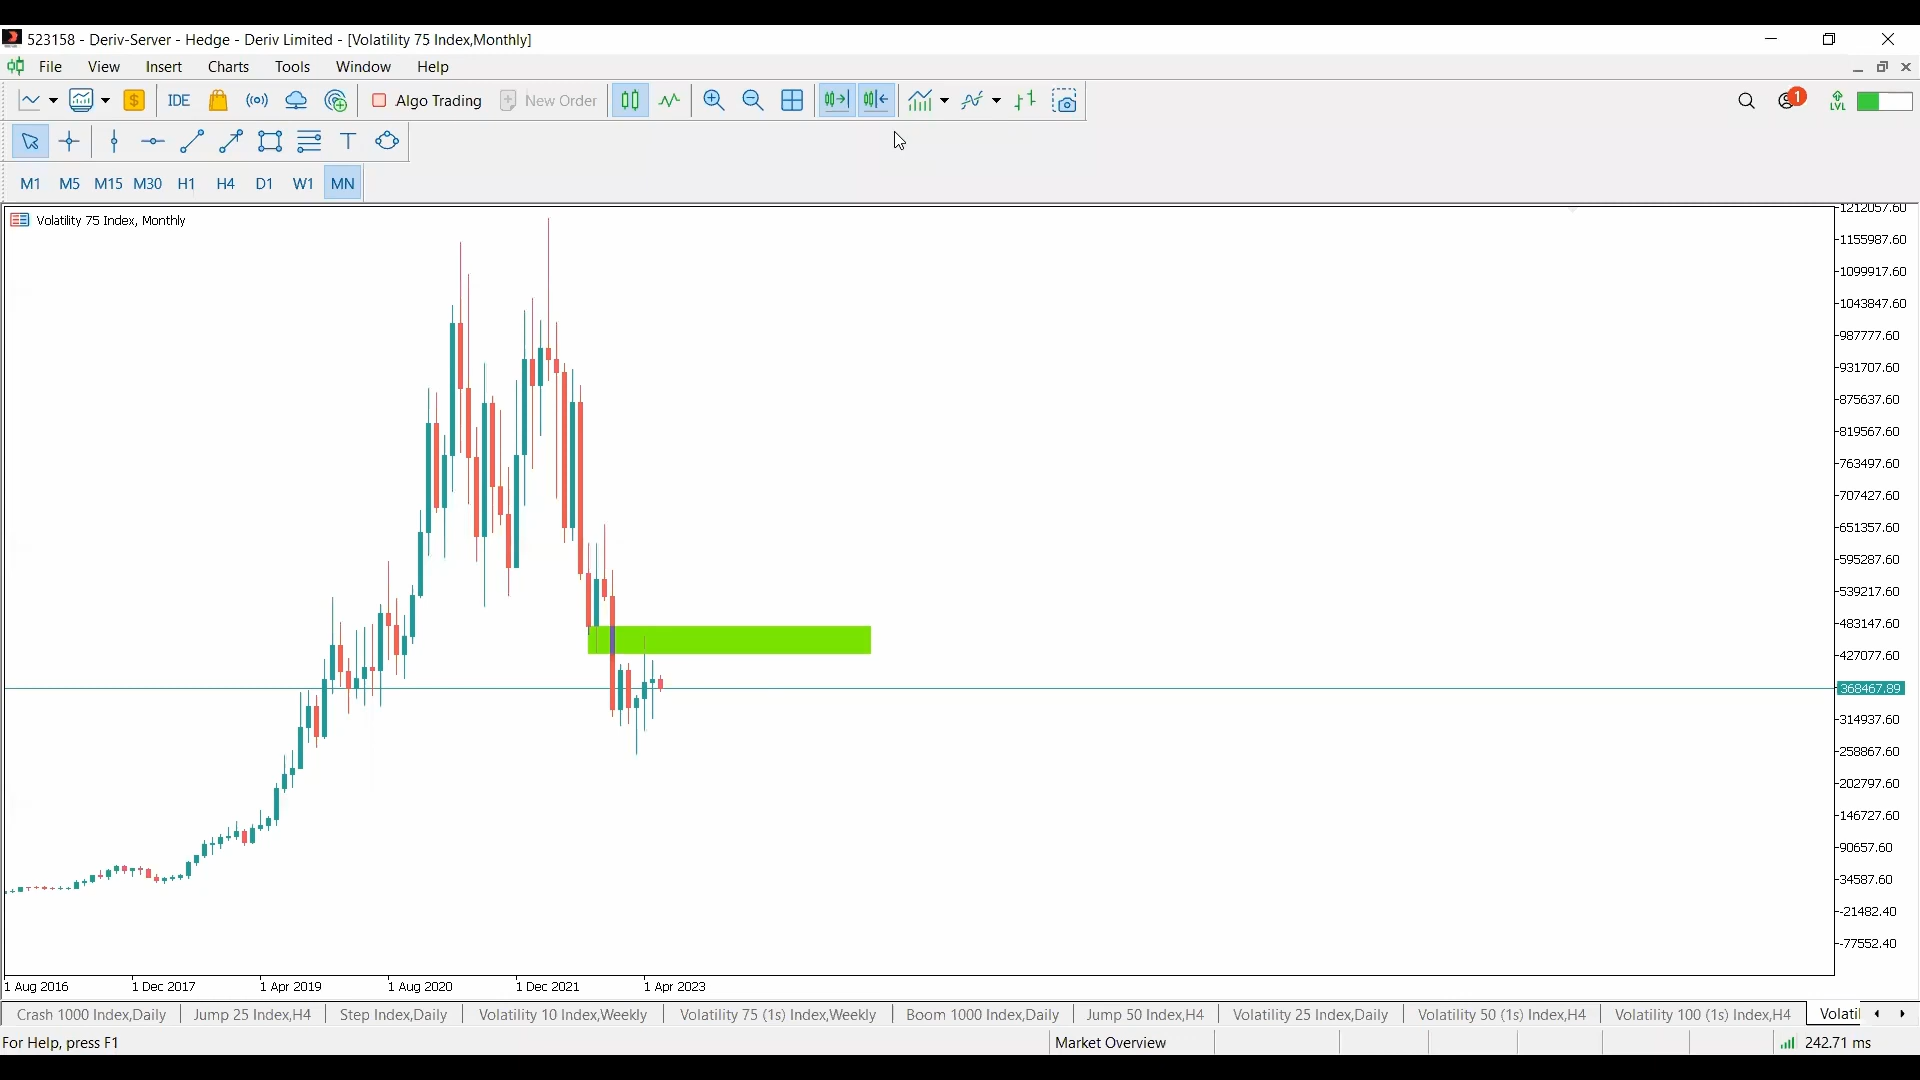 523158 - Deriv-Server - Hedge - Deriv Limited - [Volatility 75 Index,Monthly]
File View Insert Charts Tools Window Help
IDE Algo Trading New Order 1 LVL
T
M1 M5 M15 M30 H1 H4 D1 W1 MN
Volatility 75 Index, Monthly
1212057.60
1155987.60
1099917.60
1043847.60
987777.60
931707.60
875637.60
819567.60
763497.60
707427.60
651357.60
595287.60
539217.60
483147.60
427077.60
368467.89
314937.60
258867.60
202797.60
146727.60
90657.60
34587.60
-21482.40
-77552.40
1 Aug 2016 1 Dec 2017 1 Apr 2019 1 Aug 2020 1 Dec 2021 1 Apr 2023
Crash 1000 Index,Daily Jump 25 Index,H4 Step Index,Daily Volatility 10 Index,Weekly Volatility 75 (1s) Index,Weekly Boom 1000 Index,Daily Jump 50 Index,H4 Volatility 25 Index,Daily Volatility 50 (1s) Index,H4 Volatility 100 (1s) Index,H4 Volatil
For Help, press F1 Market Overview 242.71 ms